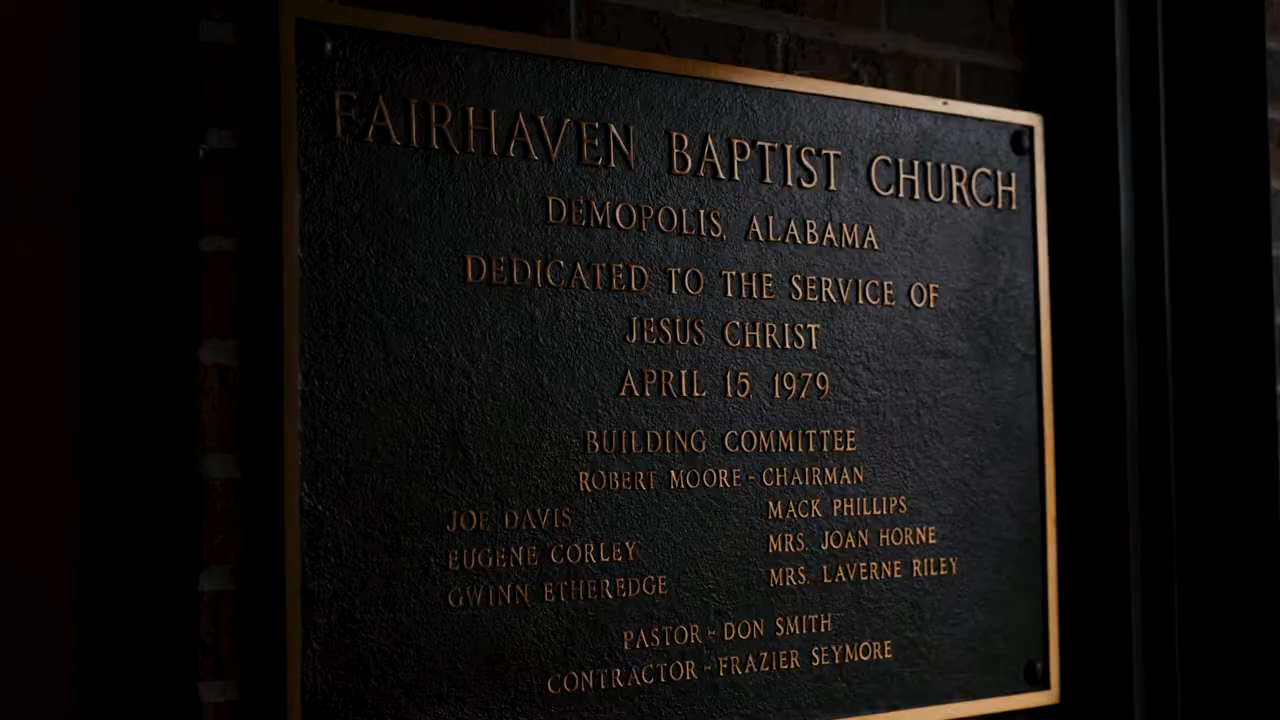 FAIRHAVEN BAPTIST CHURCH
DEMOPOLIS, ALABAMA
DEDICATED TO THE SERVICE OF
JESUS CHRIST
APRIL 15, 1979
BUILDING COMMITTEE
ROBERT MOORE - CHAIRMAN
JOE DAVIS
EUGENE CORLEY
GWINN ETHEREDGE
MACK PHILLIPS
MRS. JOAN HORNE
MRS. LAVERNE RILEY
PASTOR - DON SMITH
CONTRACTOR - FRAZIER SEYMORE